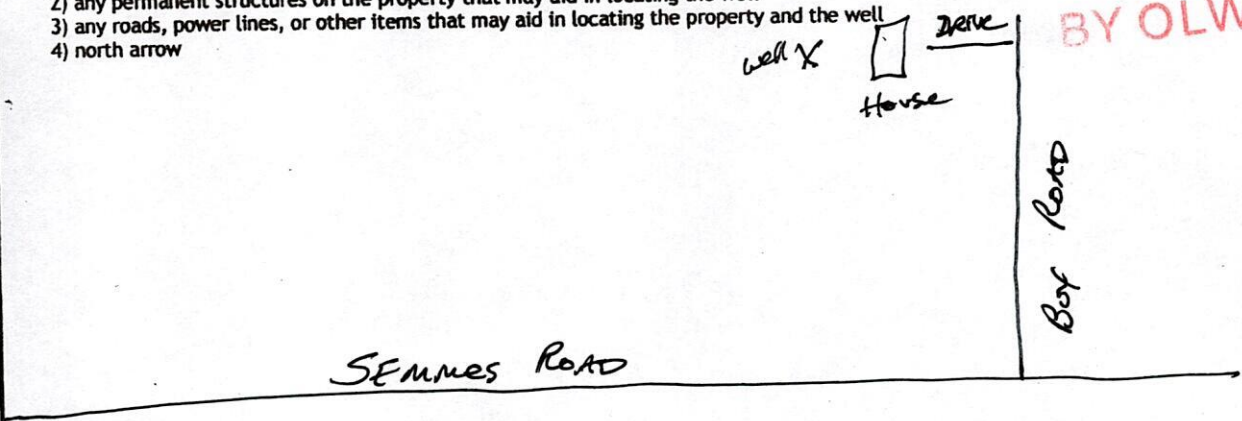 3) any roads, power lines, or other items that may aid in locating the property and the well
4) north arrow
BY OLW
Drive
well X
House
Road
SEMMES ROAD